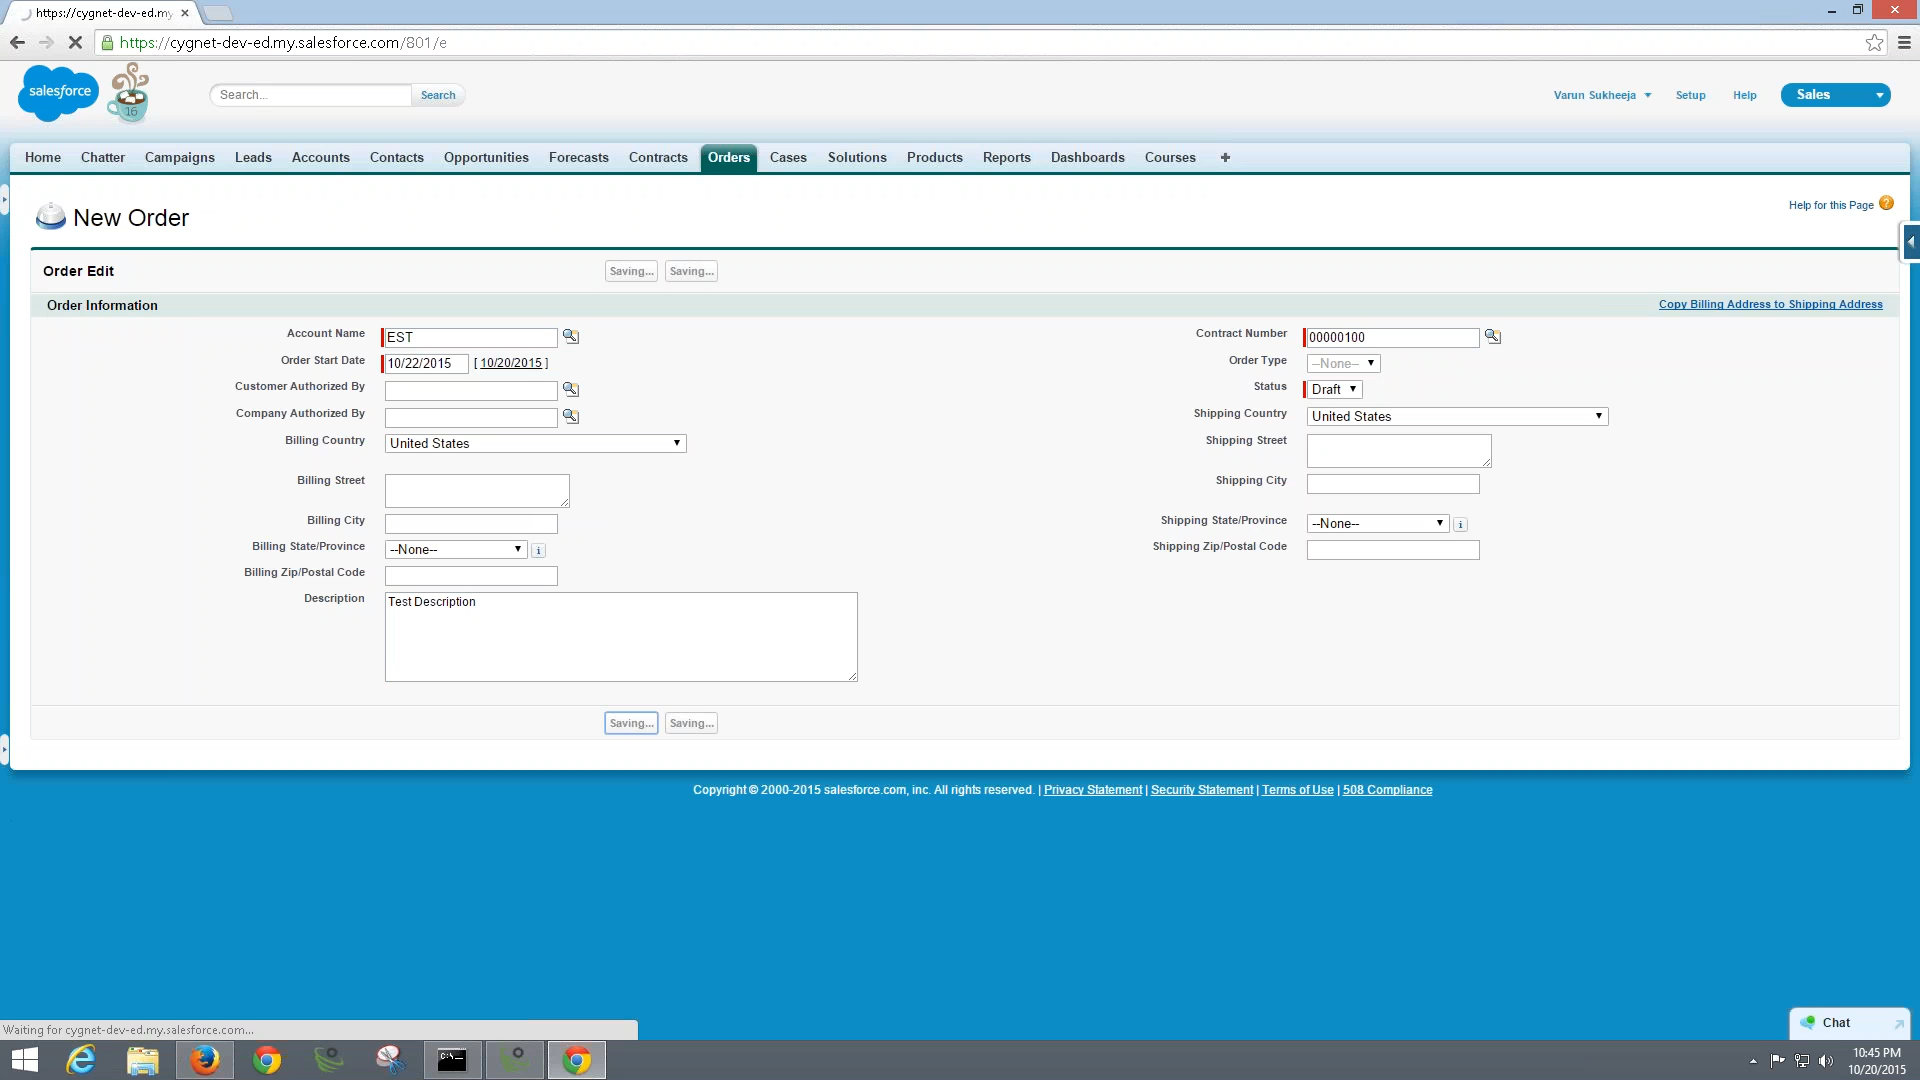 https://cygnet-dev-ed.my
https://cygnet-dev-ed.my.salesforce.com/801/e
salesforce
16
Search...
Search
Varun Sukheeja
Setup
Help
Sales
Home
Chatter
Campaigns
Leads
Accounts
Contacts
Opportunities
Forecasts
Contracts
Orders
Cases
Solutions
Products
Reports
Dashboards
Courses
+
New Order
Help for this Page ?
Order Edit
Saving...
Saving...
Order Information
Copy Billing Address to Shipping Address
Account Name
EST
Contract Number
00000100
Order Start Date
10/22/2015
[ 10/20/2015 ]
Order Type
--None--
Customer Authorized By
Status
Draft
Company Authorized By
Shipping Country
United States
Billing Country
United States
Shipping Street
Billing Street
Shipping City
Billing City
Shipping State/Province
--None--
i
Billing State/Province
--None--
i
Shipping Zip/Postal Code
Billing Zip/Postal Code
Description
Test Description
Saving...
Saving...
Copyright © 2000-2015 salesforce.com, inc. All rights reserved. | Privacy Statement | Security Statement | Terms of Use | 508 Compliance
Chat
Waiting for cygnet-dev-ed.my.salesforce.com...
C:\.
10:45 PM
10/20/2015